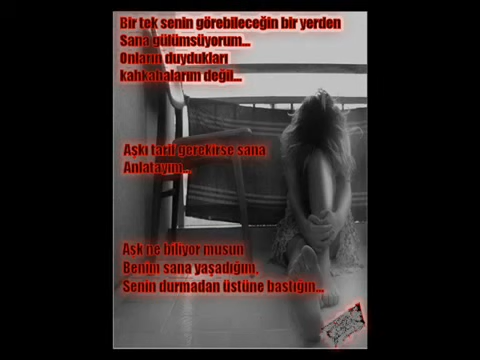 Bir tek senin görebileceğin bir yerden
Sana gülümsüyorum...
Onların duydukları
kahkahalarım değil...
Aşkı tarif gerekirse sana
Anlatayım...
Aşk ne biliyor musun
Benim sana yaşadığım,
Senin durmadan üstüne bastığın...